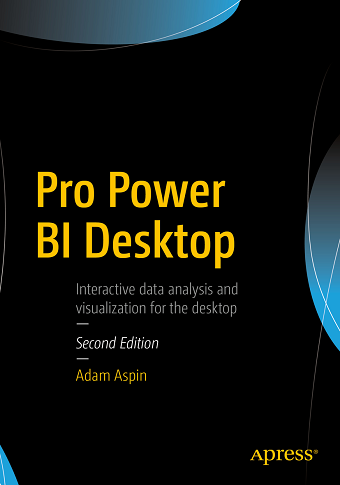 Pro Power
BI Desktop
Interactive data analysis and
visualization for the desktop
—
Second Edition
—
Adam Aspin
APRESS®